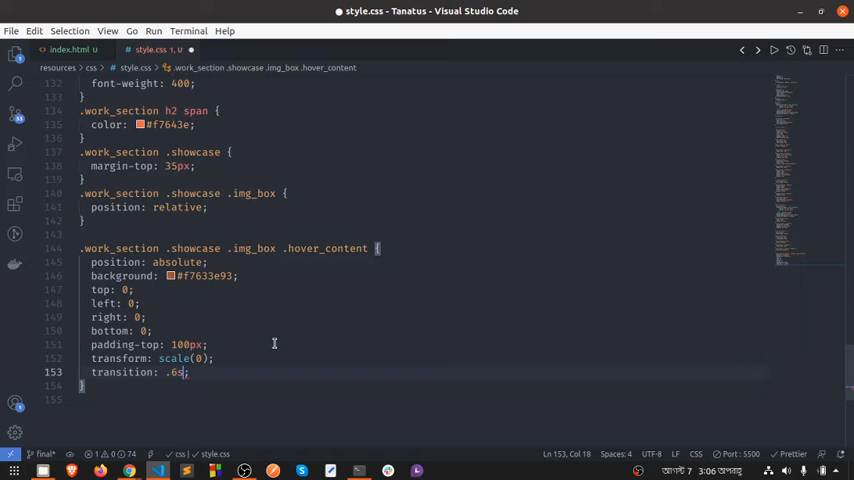 style.css - Tanatus - Visual Studio Code
File Edit Selection View Go Run Terminal Help
index.html U
style.css 1, U
resources > css > style.css > .work_section .showcase .img_box .hover_content
132 font-weight: 400;
133 }
134 .work_section h2 span {
135 color: #f7643e;
136 }
137 .work_section .showcase {
138 margin-top: 35px;
139 }
140 .work_section .showcase .img_box {
141 position: relative;
142 }
143
144 .work_section .showcase .img_box .hover_content {
145 position: absolute;
146 background: #f7633e93;
147 top: 0;
148 left: 0;
149 right: 0;
150 bottom: 0;
151 padding-top: 100px;
152 transform: scale(0);
153 transition: .6s;
154 }
155
1
33
1
final* 1 0 74 css > style.css Ln 153, Col 18 Spaces: 4 UTF-8 LF CSS Port : 5500 Prettier
আগস্ট 7 3:06 অপরাহ্ণ